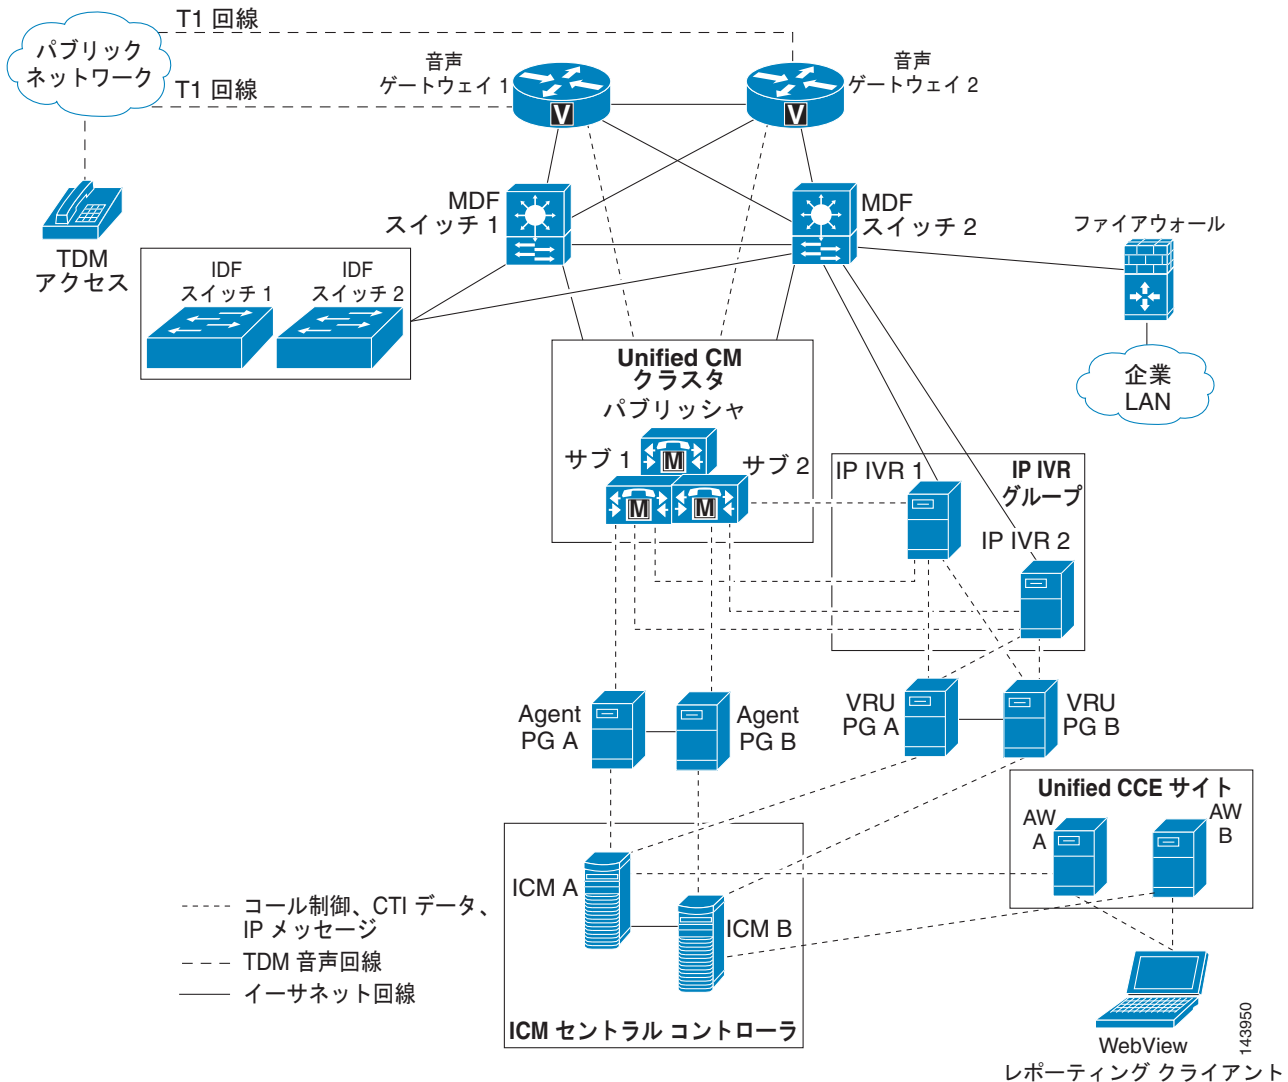 T1 回線
パブリック
ネットワーク
T1 回線
音声
ゲートウェイ 1
音声
ゲートウェイ 2
V
V
TDM
アクセス
MDF
スイッチ 1
MDF
スイッチ 2
ファイアウォール
IDF
スイッチ 1
IDF
スイッチ 2
企業
LAN
Unified CM
クラスタ
パブリッシャ
サブ 1
サブ 2
M
M
M
IP IVR 1
IP IVR
グループ
IP IVR 2
Agent
PG A
Agent
PG B
VRU
PG A
VRU
PG B
Unified CCE サイト
AW
A
AW
B
ICM A
ICM B
ICM セントラル コントローラ
コール制御、CTI データ、
IP メッセージ
TDM 音声回線
イーサネット回線
WebView
レポーティング クライアント
143950